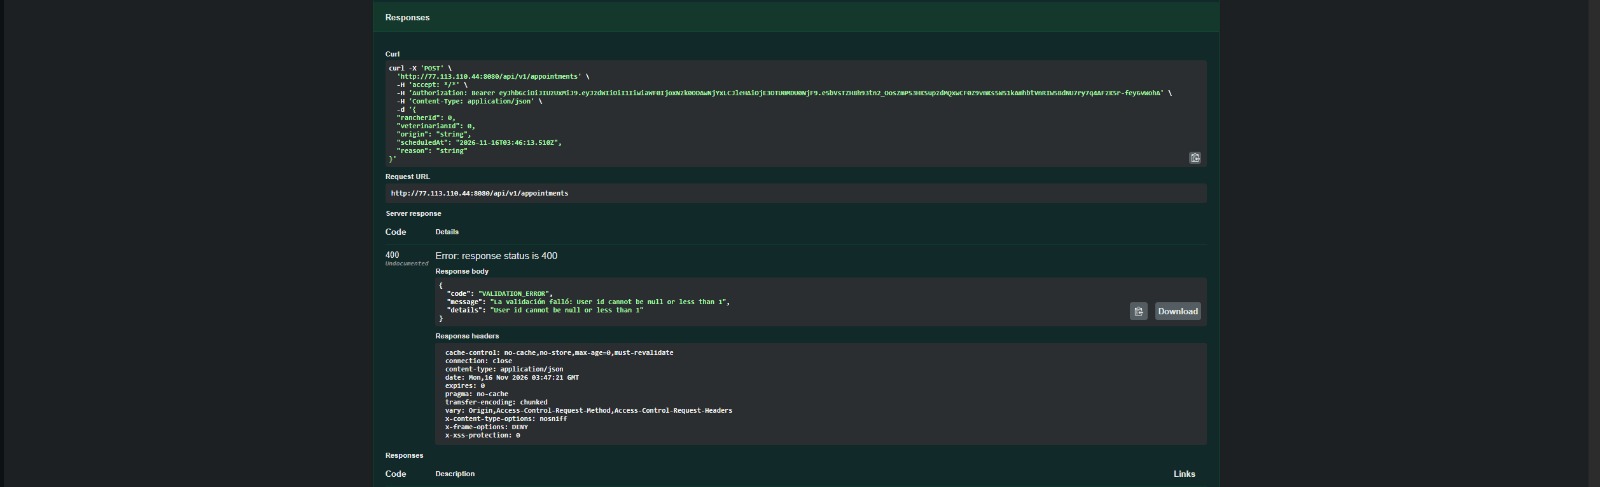 Responses
Curl
curl -X 'POST' \
'http://77.113.110.44:8080/api/v1/appointments' \
-H 'accept: */*' \
-H 'Authorization: Bearer
-H 'Content-Type: application/json' \
-d '{
"rancherId": 0,
"veterinarianId": 0,
"origin": "string",
"scheduledAt": "2026-11-16T03:46:13.510Z",
"reason": "string"
}'
Request URL
http://77.113.110.44:8080/api/v1/appointments
Server response
Code Details
400 Error: response status is 400
Undocumented
Response body
{
"code": "VALIDATION_ERROR",
"message": "La validación falló: User id cannot be null or less than 1",
"details": "User id cannot be null or less than 1"
}
Download
Response headers
cache-control: no-cache,no-store,max-age=0,must-revalidate
connection: close
content-type: application/json
date: Mon,16 Nov 2026 03:47:21 GMT
expires: 0
pragma: no-cache
transfer-encoding: chunked
vary: Origin,Access-Control-Request-Method,Access-Control-Request-Headers
x-content-type-options: nosniff
x-frame-options: DENY
x-xss-protection: 0
Responses
Code Description Links